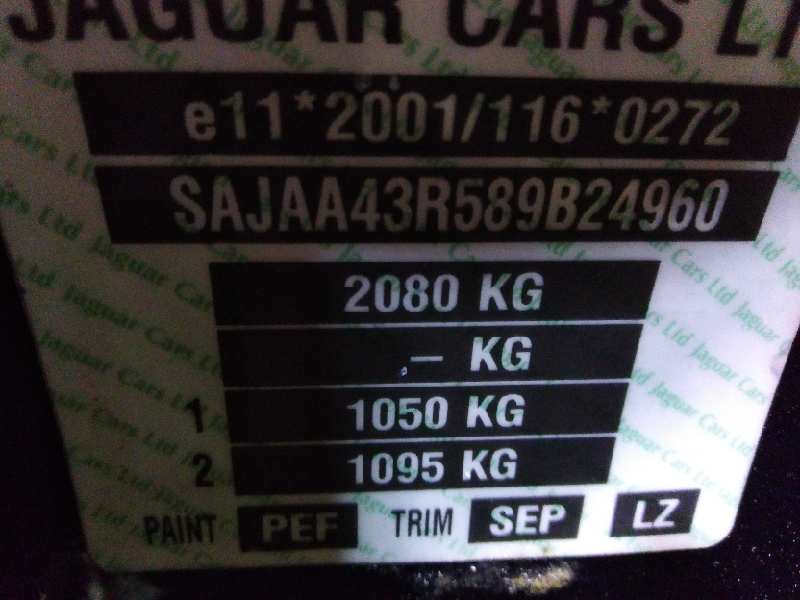 JAGUAR CARS LT
e11*2001/116*0272
SAJAA43R589B24960
2080 KG
.— KG
1 1050 KG
2 1095 KG
PAINT PEF TRIM SEP LZ